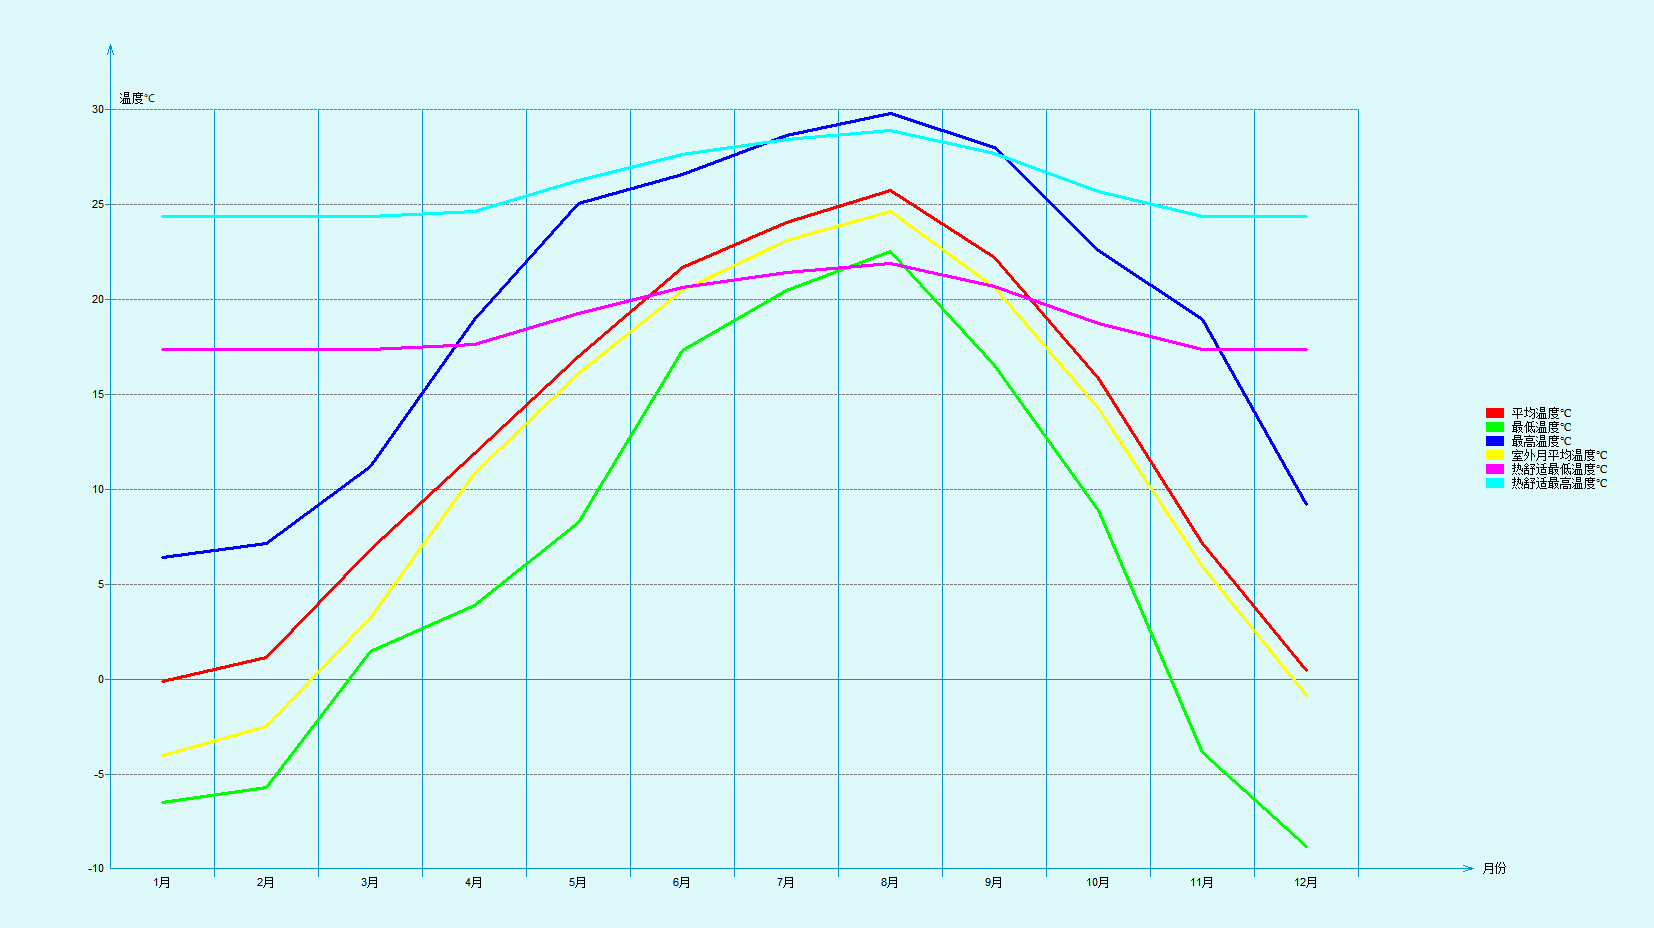 温度℃
30
25
20
15
10
5
0
-5
-10
1月 2月 3月 4月 5月 6月 7月 8月 9月 10月 11月 12月
月份
平均温度℃
最低温度℃
最高温度℃
室外月平均温度℃
热舒适最低温度℃
热舒适最高温度℃